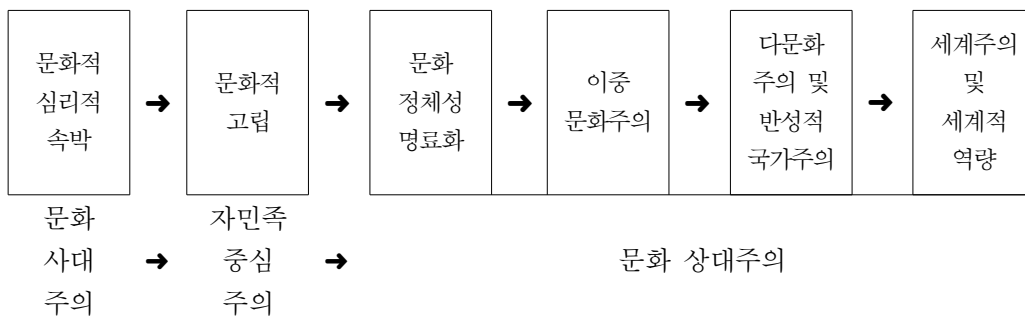 문화적
심리적
속박
➜
문화적
고립
➜
문화
정체성
명료화
➜
이중
문화주의
➜
다문화
주의 및
반성적
국가주의
➜
세계주의
및
세계적
역량
문화
사대
주의
➜
자민족
중심
주의
➜
문화 상대주의